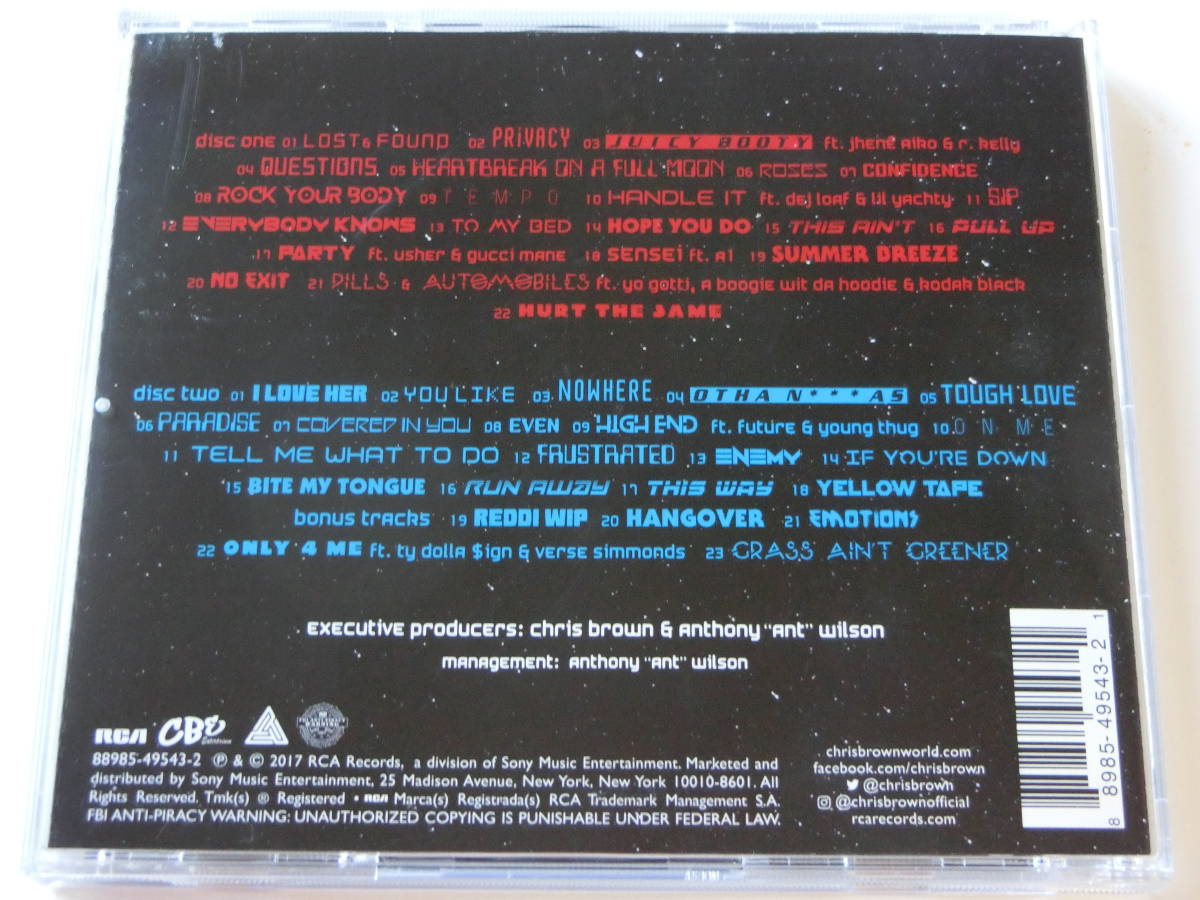 disc one 01 LOST & FOUND 02 PRiVACY 03 JUICY BOOTY ft. Jhené Aiko & r. kelly
04 QUESTIONS 05 HEARTBREAK ON A FULL MOON 06 ROSES 07 CONFIDENCE
08 ROCK YOUR BODY 09 TEMPO 10 HANDLE IT ft. dej loaf & lil yachty 11 SIP
12 EVERYBODY KNOWS 13 TO MY BED 14 HOPE YOU DO 15 THIS AIN'T 16 PULL UP
17 PARTY ft. usher & gucci mane 18 SENSEI ft. A1 19 SUMMER BREEZE
20 NO EXIT 21 PILLS & AUTOMOBILES ft. yo gotti, A boogie wit da hoodie & kodak black
22 HURT THE SAME
disc two 01 I LOVE HER 02 YOU LIKE 03 NOWHERE 04 OTHA N***AS 05 TOUGH LOVE
06 PARADISE 07 COVERED IN YOU 08 EVEN 09 HIGH END ft. future & young thug 10 ON ME
11 TELL ME WHAT TO DO 12 FRUSTRATED 13 ENEMY 14 IF YOU'RE DOWN
15 BITE MY TONGUE 16 RUN AWAY 17 THIS WAY 18 YELLOW TAPE
bonus tracks 19 REDDI WIP 20 HANGOVER 21 EMOTIONS
22 ONLY 4 ME ft. ty dolla $ign & verse simmonds 23 GRASS AIN'T GREENER
Executive producers: chris brown & Anthony "Ant" wilson
management: Anthony "Ant" wilson
RCA CBE Entertainment
88985-49543-2 ℗ & © 2017 RCA Records, a division of Sony Music Entertainment. Marketed and
distributed by Sony Music Entertainment, 25 Madison Avenue, New York, New York 10010-8601. All
Rights Reserved. Tmk(s) ® Registered • RCA Marca(s) Registrada(s) RCA Trademark Management S.A.
FBI ANTI-PIRACY WARNING: UNAUTHORIZED COPYING IS PUNISHABLE UNDER FEDERAL LAW.
chrisbrownworld.com
facebook.com/chrisbrown
@chrisbrown
@chrisbrownofficial
rcarecords.com
8 8985-49543-2 1